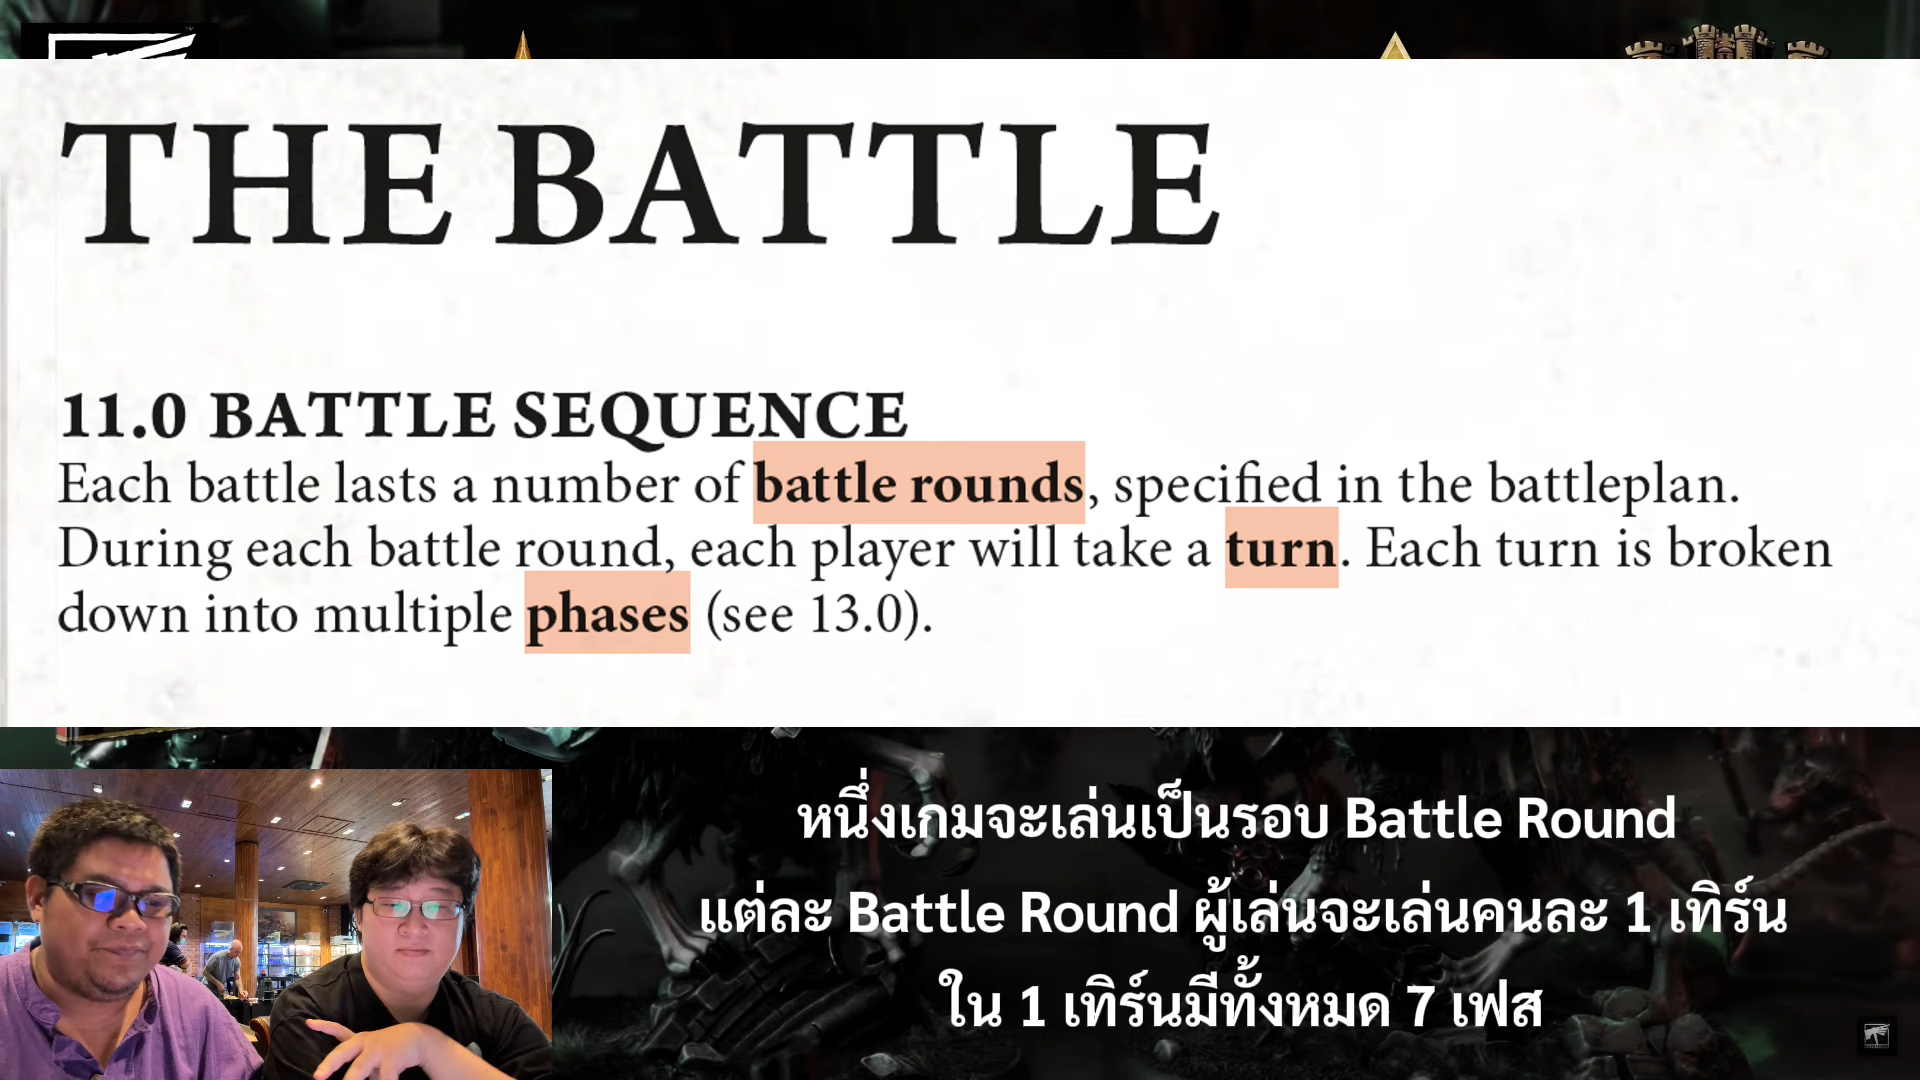 THE BATTLE
11.0 BATTLE SEQUENCE
Each battle lasts a number of battle rounds, specified in the battleplan.
During each battle round, each player will take a turn. Each turn is broken
down into multiple phases (see 13.0).
หนึ่งเกมจะเล่นเป็นรอบ Battle Round
แต่ละ Battle Round ผู้เล่นจะเล่นคนละ 1 เทิร์น
ใน 1 เทิร์นมีทั้งหมด 7 เฟส